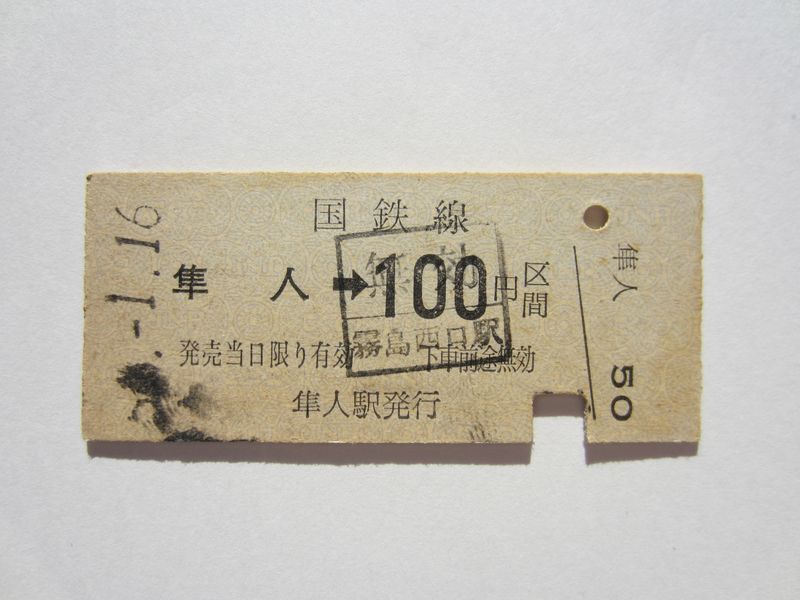 国鉄線
隼人➡100円区間
発売当日限り有効 下車前途無効
隼人駅発行
無効
霧島西口駅
-1.16
隼人
50